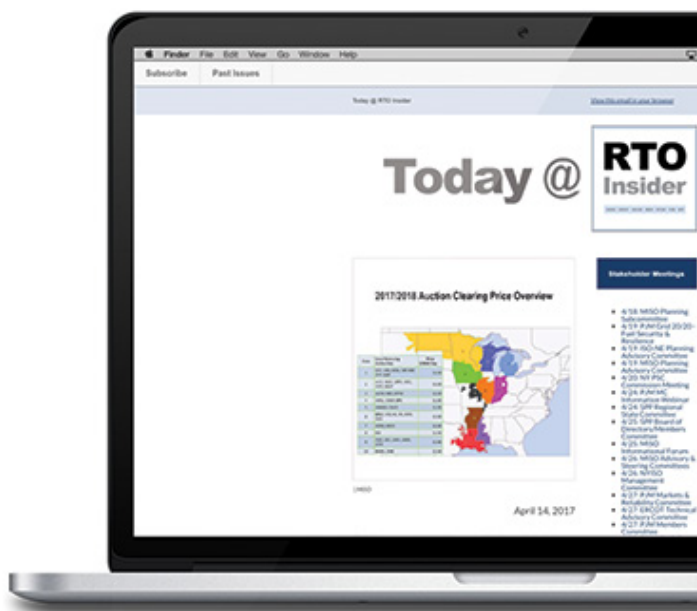 Finder File Edit View Go Window Help
Subscribe Past Issues
Today @ RTO Insider View this email in your browser
Today @
RTO
Insider
2017/2018 Auction Clearing Price Overview
Stakeholder Meetings
4/18: MISO Planning
Subcommittee
4/19: PJM Grid 20/20 -
Fuel Security &
Resilience
4/19: ISO-NE Planning
Advisory Committee
4/19: MISO Planning
Advisory Committee
4/20: NY PSC
Commission Meeting
4/24: PJM MC
Information Webinar
4/24: SPP Regional
State Committee
4/25: SPP Board of
Directors/Members
Committee
4/25: MISO
Informational Forum
4/26: MISO Advisory &
Steering Committees
4/26: NYISO
Management
Committee
4/27: PJM Markets &
Reliability Committee
4/27: ERCOT Technical
Advisory Committee
4/27: PJM Members
Committee
| MISO
April 14, 2017